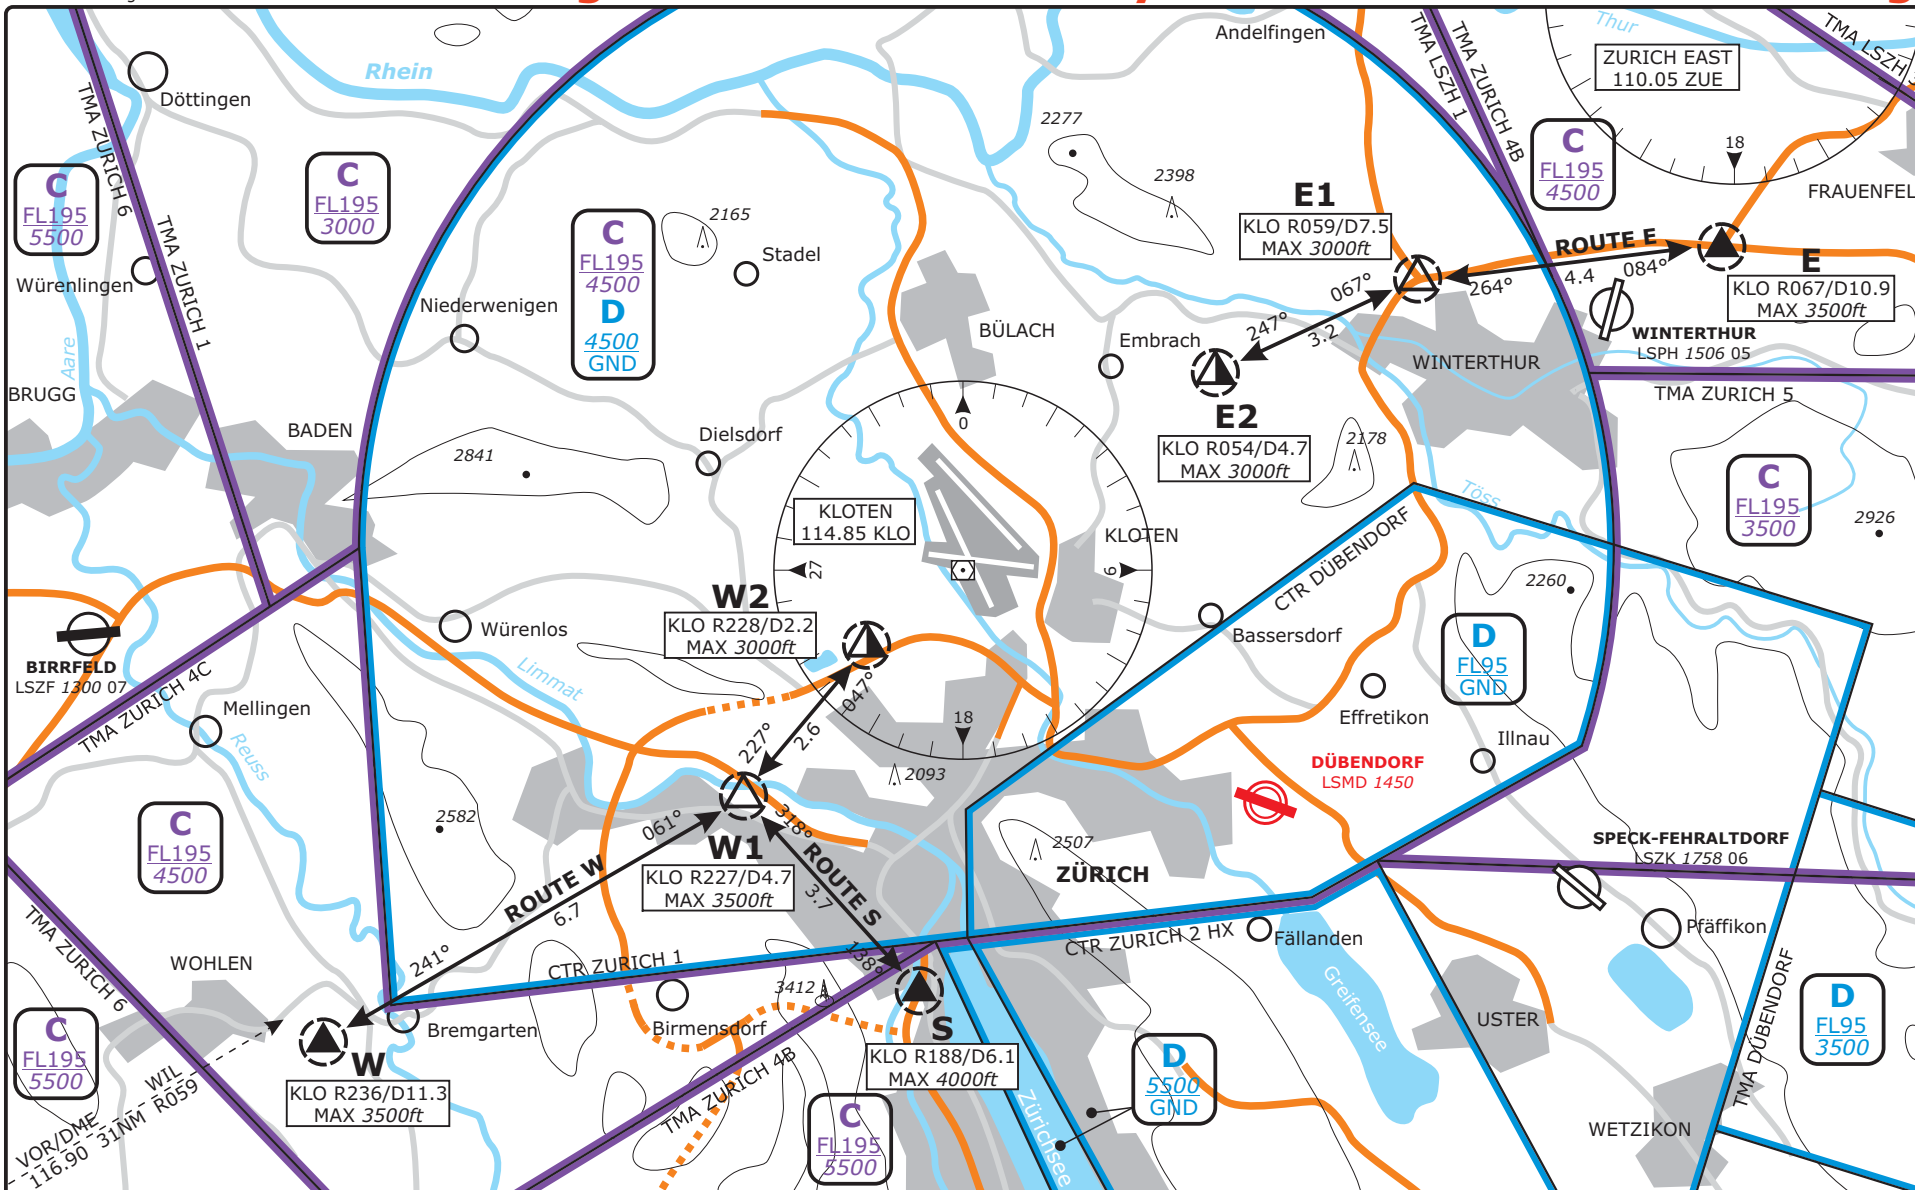 Andelfingen
Thur
ZURICH EAST
110.05 ZUE
TMA LSZH
TMA LSZH 1
TMA ZURICH 4B
Rhein
Döttingen
TMA ZURICH 6
TMA ZURICH 1
C
FL195
5500
C
FL195
3000
C
FL195
4500
D
4500
GND
C
FL195
4500
18
FRAUENFEL
2277
2398
2165
Stadel
Würenlingen
Niederwenigen
Aare
BRUGG
BADEN
2841
Dielsdorf
BÜLACH
Embrach
E1
KLO R059/D7.5
MAX 3000ft
067°
247°
3.2
ROUTE E
264°
4.4
084°
E
KLO R067/D10.9
MAX 3500ft
WINTERTHUR
LSPH 1506 05
WINTERTHUR
TMA ZURICH 5
E2
KLO R054/D4.7
MAX 3000ft
2178
Töss
C
FL195
3500
2926
0
KLOTEN
114.85 KLO
27
9
18
KLOTEN
CTR DÜBENDORF
2260
W2
KLO R228/D2.2
MAX 3000ft
Würenlos
Limmat
BIRRFELD
LSZF 1300 07
TMA ZURICH 4C
Mellingen
Reuss
Bassersdorf
Effretikon
D
FL95
GND
Illnau
DÜBENDORF
LSMD 1450
047°
227°
2.6
2093
2582
C
FL195
4500
061°
318°
W1
KLO R227/D4.7
MAX 3500ft
ROUTE W
6.7
ROUTE S
3.7
138°
241°
2507
ZÜRICH
SPECK-FEHRALTDORF
LSZK 1758 06
Pfäffikon
CTR ZURICH 2 HX
Fällanden
Greifensee
CTR ZURICH 1
TMA ZURICH 6
WOHLEN
3412
Birmensdorf
Bremgarten
S
KLO R188/D6.1
MAX 4000ft
USTER
TMA DÜBENDORF
D
FL95
3500
C
FL195
5500
W
KLO R236/D11.3
MAX 3500ft
WIL
R059
VOR/DME
116.90 31NM
TMA ZURICH 4B
C
FL195
5500
Zürichsee
D
5500
GND
WETZIKON